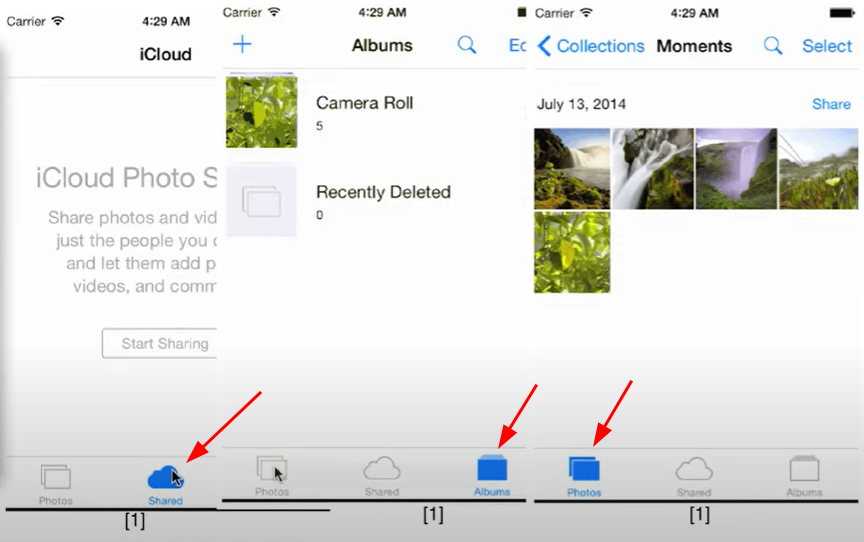 Carrier
4:29 AM
iCloud
iCloud Photo S
Share photos and vid
just the people you c
and let them add p
videos, and comm
Start Sharing
Photos
Shared
[1]
Carrier
4:29 AM
Albums
Ed
Camera Roll
5
Recently Deleted
0
Photos
Shared
Albums
[1]
Carrier
4:29 AM
Collections
Moments
Select
July 13, 2014
Share
Photos
Shared
Albums
[1]